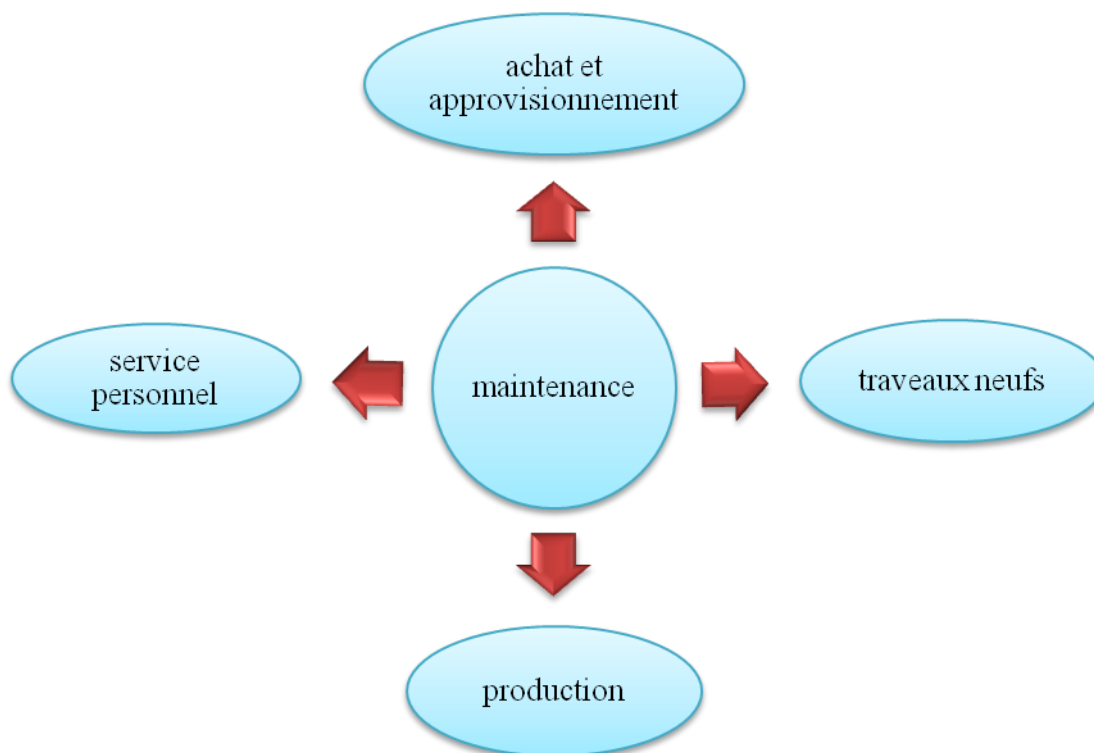 achat et
approvisionnement
service
personnel
maintenance
traveaux neufs
production